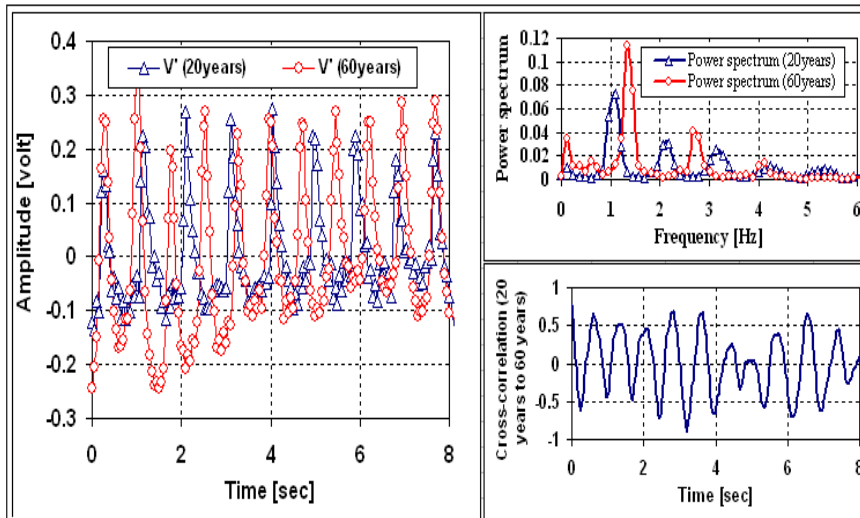 0.4
0.3
0.2
0.1
0
-0.1
-0.2
-0.3
Amplitude [volt]
V' (20years)
V' (60years)
0 2 4 6 8
Time [sec]
0.12
0.1
0.08
0.06
0.04
0.02
0
Power spectrum
Power spectrum (20years)
Power spectrum (60years)
0 1 2 3 4 5 6
Frequency [Hz]
1
0.5
0
-0.5
-1
Cross-correlation (20
years to 60 years)
0 2 4 6 8
Time [sec]